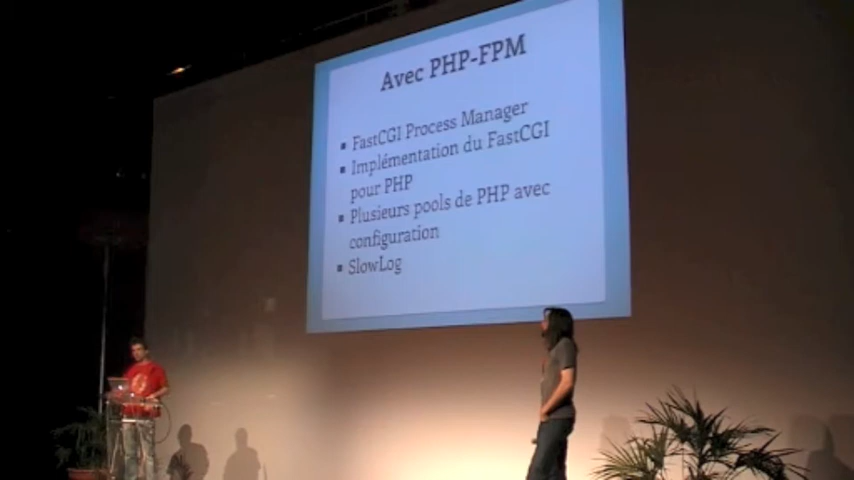 Avec PHP-FPM
▪ FastCGI Process Manager
▪ Implémentation du FastCGI
pour PHP
▪ Plusieurs pools de PHP avec
configuration
▪ SlowLog